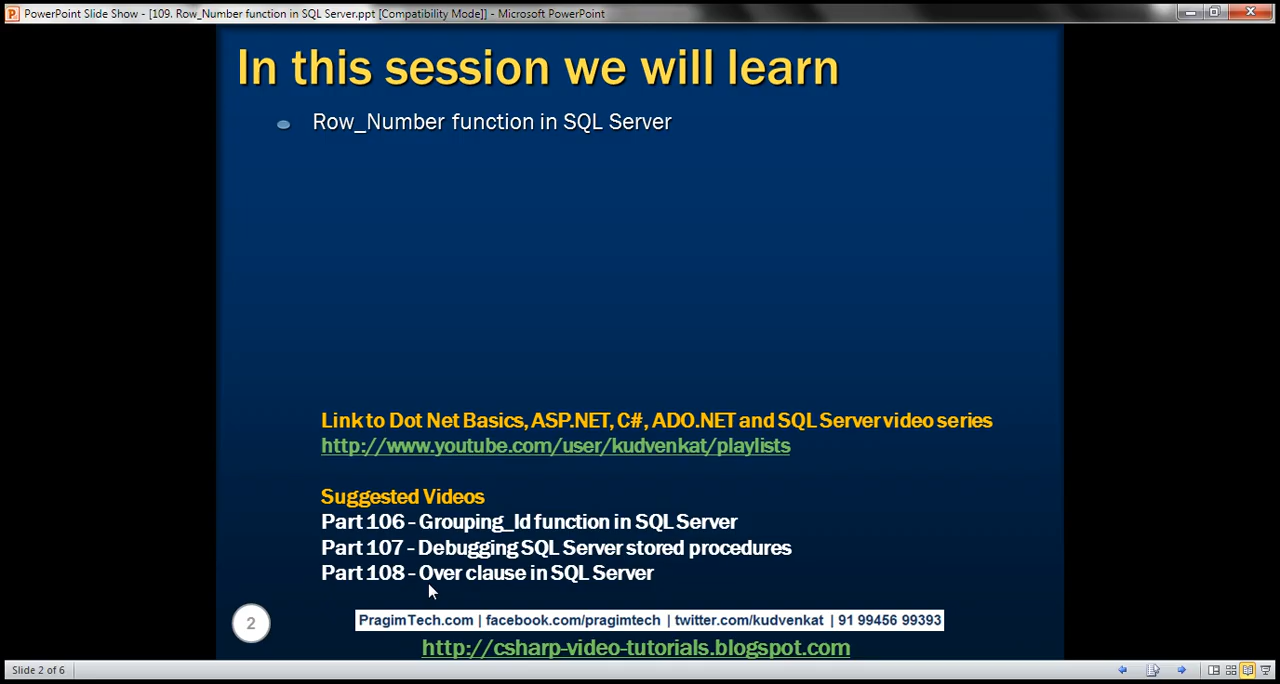 PowerPoint Slide Show - [109. Row_Number function in SQL Server.ppt [Compatibility Mode]] - Microsoft PowerPoint
In this session we will learn
Row_Number function in SQL Server
Link to Dot Net Basics, ASP.NET, C#, ADO.NET and SQL Server video series
http://www.youtube.com/user/kudvenkat/playlists
Suggested Videos
Part 106 - Grouping_Id function in SQL Server
Part 107 - Debugging SQL Server stored procedures
Part 108 - Over clause in SQL Server
2
PragimTech.com | facebook.com/pragimtech | twitter.com/kudvenkat | 91 99456 99393
http://csharp-video-tutorials.blogspot.com
Slide 2 of 6